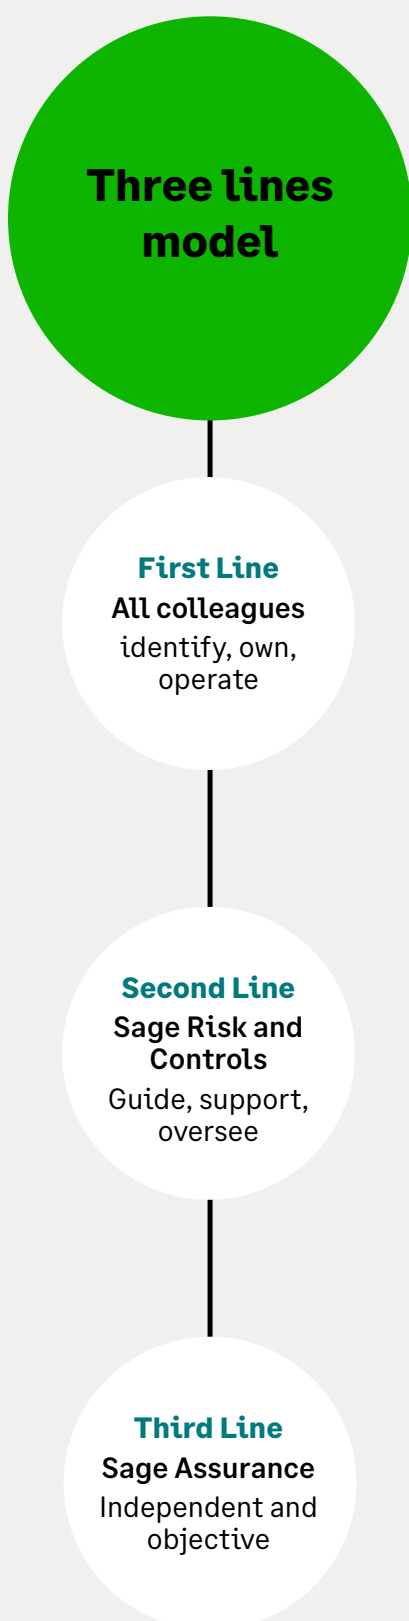 Three lines
model
First Line
All colleagues
identify, own,
operate
Second Line
Sage Risk and
Controls
Guide, support,
oversee
Third Line
Sage Assurance
Independent and
objective